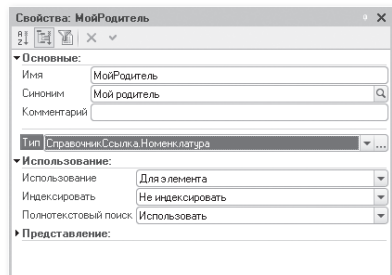 Свойства: МойРодитель
Основные:
Имя МойРодитель
Синоним Мой родитель
Комментарий
Тип СправочникСсылка.Номенклатура
Использование:
Использование Для элемента
Индексировать Не индексировать
Полнотекстовый поиск Использовать
Представление: